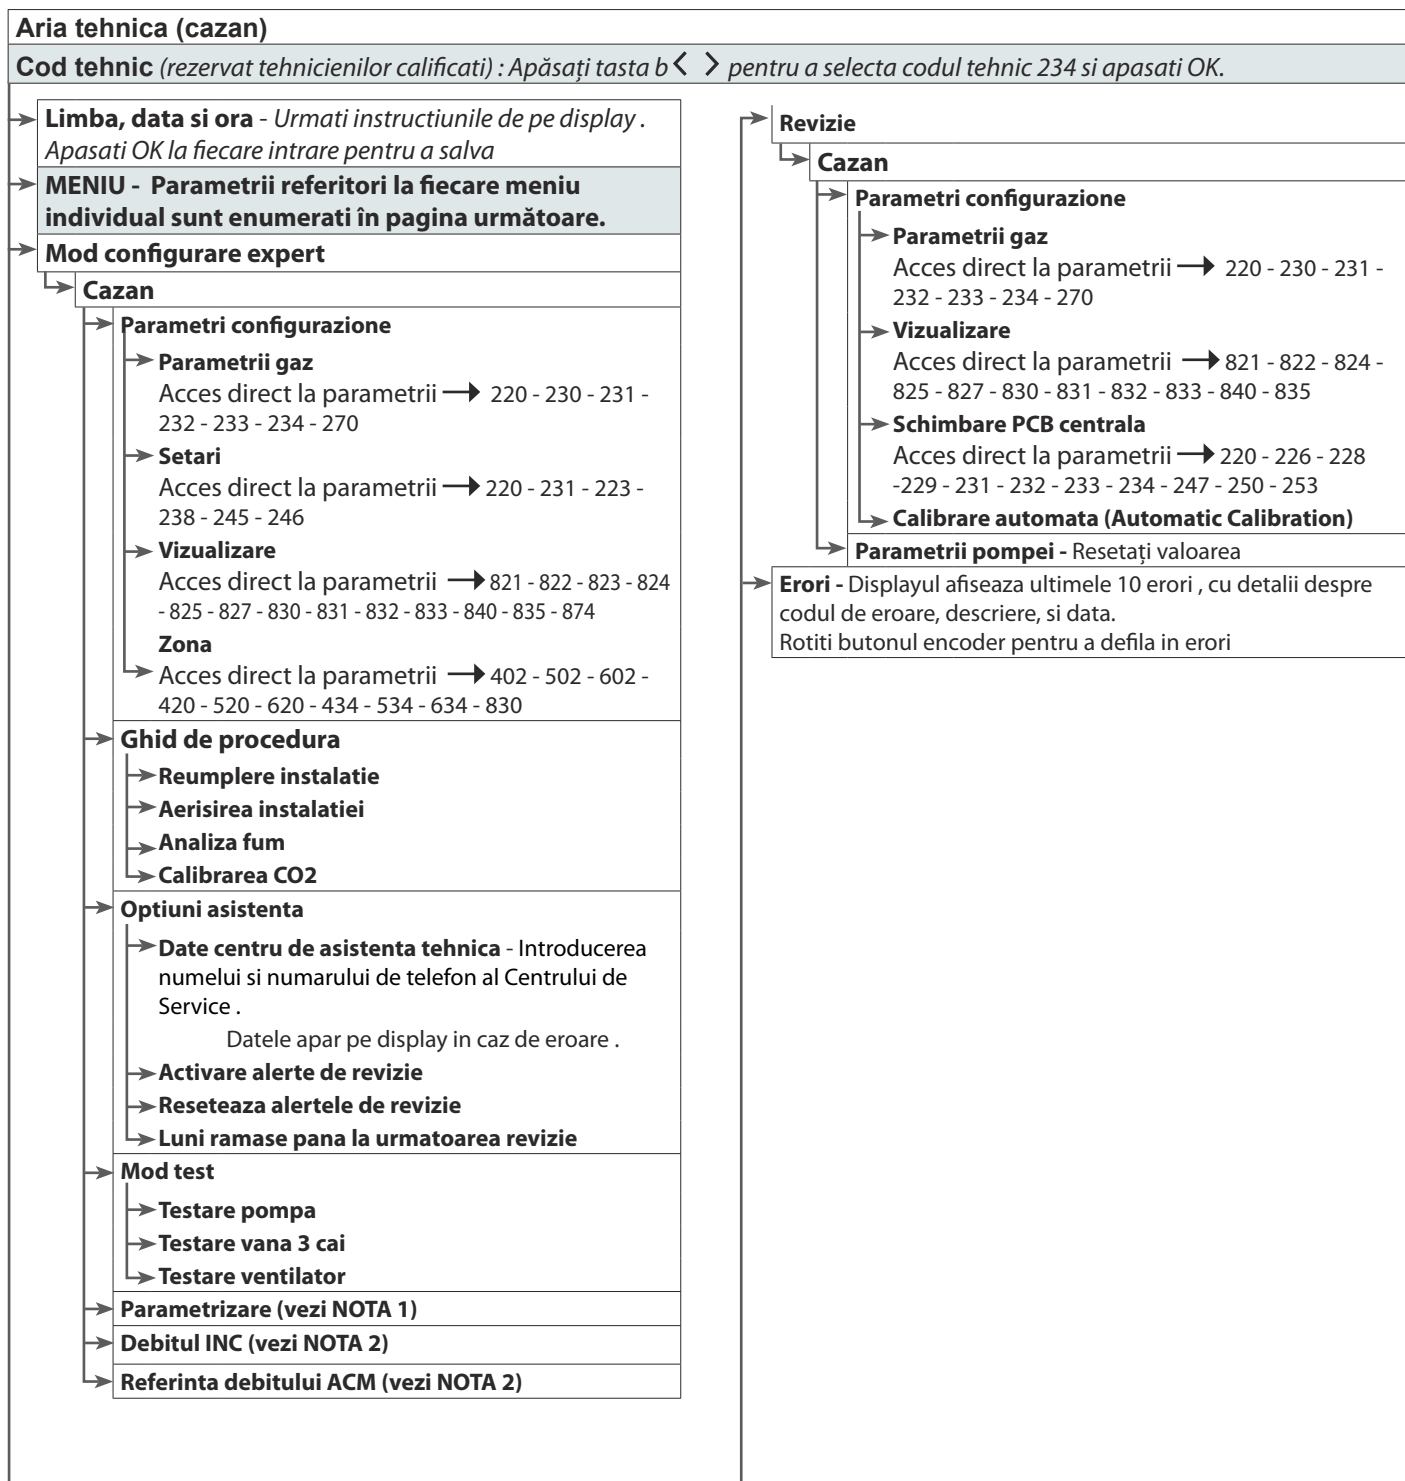 Aria tehnica (cazan)
Cod tehnic (rezervat tehnicienilor calificati) : Apăsați tasta b < > pentru a selecta codul tehnic 234 si apasati OK.
Limba, data si ora - Urmati instructiunile de pe display .
Apasati OK la fiecare intrare pentru a salva
MENIU - Parametrii referitori la fiecare meniu
individual sunt enumerati în pagina următoare.
Mod configurare expert
Cazan
Parametri configurazione
Parametrii gaz
Acces direct la parametrii → 220 - 230 - 231 -
232 - 233 - 234 - 270
Setari
Acces direct la parametrii → 220 - 231 - 223 -
238 - 245 - 246
Vizualizare
Acces direct la parametrii → 821 - 822 - 823 - 824
- 825 - 827 - 830 - 831 - 832 - 833 - 840 - 835 - 874
Zona
Acces direct la parametrii → 402 - 502 - 602 -
420 - 520 - 620 - 434 - 534 - 634 - 830
Ghid de procedura
Reumplere instalatie
Aerisirea instalatiei
Analiza fum
Calibrarea CO2
Optiuni asistenta
Date centru de asistenta tehnica - Introducerea
numelui si numarului de telefon al Centrului de
Service .
Datele apar pe display in caz de eroare .
Activare alerte de revizie
Reseteaza alertele de revizie
Luni ramase pana la urmatoarea revizie
Mod test
Testare pompa
Testare vana 3 cai
Testare ventilator
Parametrizare (vezi NOTA 1)
Debitul INC (vezi NOTA 2)
Referinta debitului ACM (vezi NOTA 2)
Revizie
Cazan
Parametri configurazione
Parametrii gaz
Acces direct la parametrii → 220 - 230 - 231 -
232 - 233 - 234 - 270
Vizualizare
Acces direct la parametrii → 821 - 822 - 824 -
825 - 827 - 830 - 831 - 832 - 833 - 840 - 835
Schimbare PCB centrala
Acces direct la parametrii → 220 - 226 - 228
-229 - 231 - 232 - 233 - 234 - 247 - 250 - 253
Calibrare automata (Automatic Calibration)
Parametrii pompei - Resetați valoarea
Erori - Displayul afiseaza ultimele 10 erori , cu detalii despre
codul de eroare, descriere, si data.
Rotiti butonul encoder pentru a defila in erori